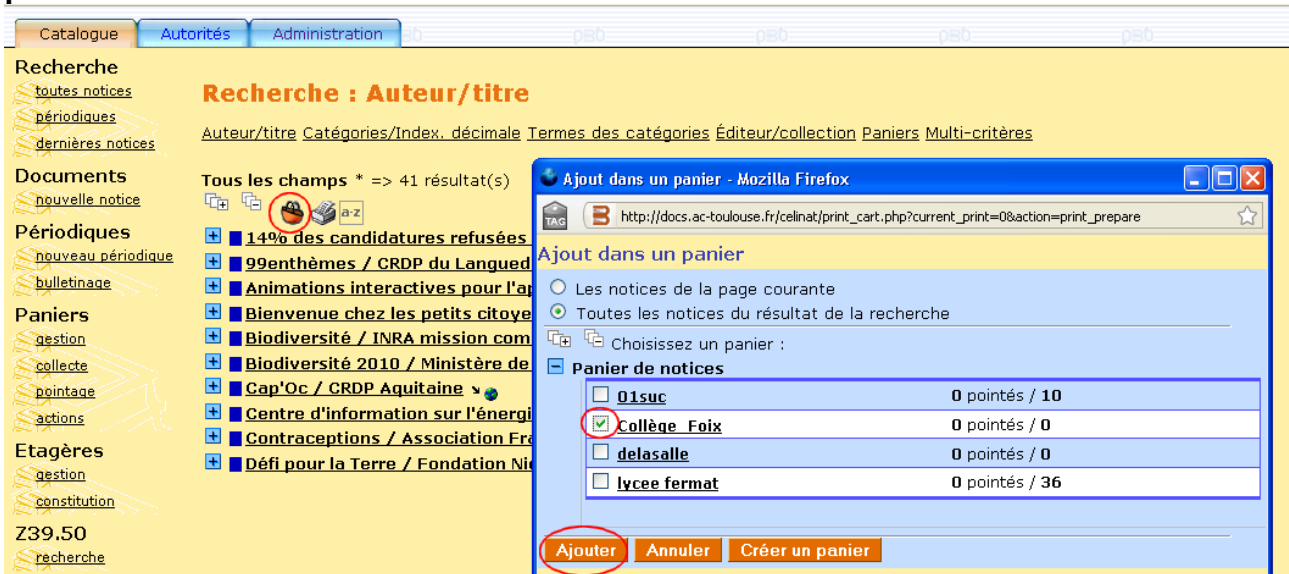 Catalogue Autorités Administration
Recherche
toutes notices
périodiques
dernières notices
Documents
nouvelle notice
Périodiques
nouveau périodique
bulletinage
Paniers
gestion
collecte
pointage
actions
Etagères
gestion
constitution
Z39.50
recherche
Recherche : Auteur/titre
Auteur/titre Catégories/Index. décimale Termes des catégories Éditeur/collection Paniers Multi-critères
Tous les champs * => 41 résultat(s)
a-z
14% des candidatures refusées
99enthèmes / CRDP du Langued
Animations interactives pour l'a
Bienvenue chez les petits citoye
Biodiversité / INRA mission com
Biodiversité 2010 / Ministère de
Cap'Oc / CRDP Aquitaine
Centre d'information sur l'énergi
Contraceptions / Association Fra
Défi pour la Terre / Fondation Ni
Ajout dans un panier - Mozilla Firefox
TAG http://docs.ac-toulouse.fr/celinat/print_cart.php?current_print=0&action=print_prepare
Ajout dans un panier
Les notices de la page courante
Toutes les notices du résultat de la recherche
Choisissez un panier :
Panier de notices
01suc 0 pointés / 10
Collège Foix 0 pointés / 0
delasalle 0 pointés / 0
lycee fermat 0 pointés / 36
Ajouter Annuler Créer un panier